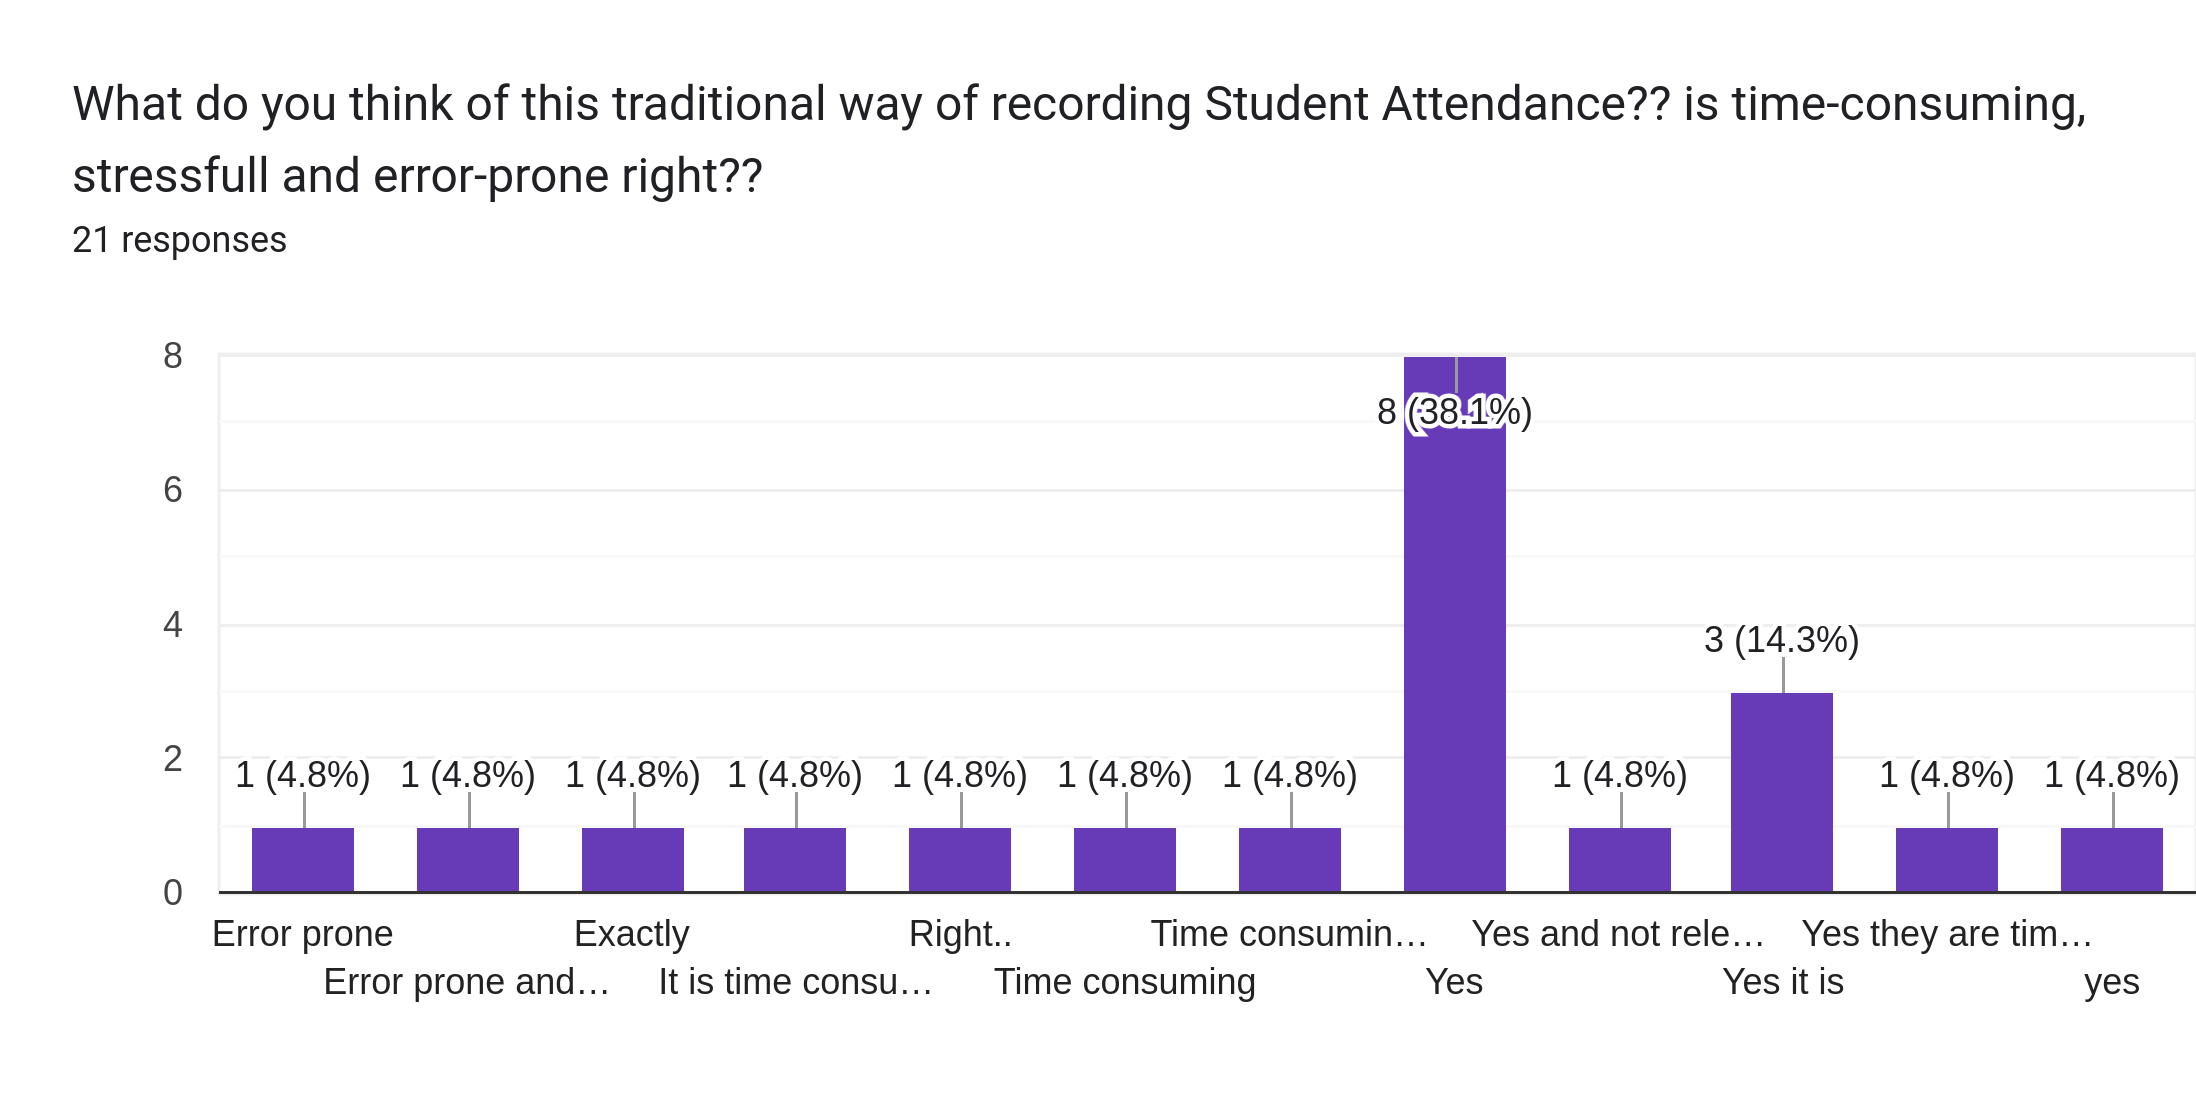 What do you think of this traditional way of recording Student Attendance?? is time-consuming,
stressfull and error-prone right??
21 responses
8
8 (38.1%)
6
4
3 (14.3%)
2
1 (4.8%) 1 (4.8%) 1 (4.8%) 1 (4.8%) 1 (4.8%) 1 (4.8%) 1 (4.8%) 1 (4.8%) 1 (4.8%) 1 (4.8%)
0
Error prone Exactly Right.. Time consumin… Yes and not rele… Yes they are tim…
Error prone and… It is time consu… Time consuming Yes Yes it is yes